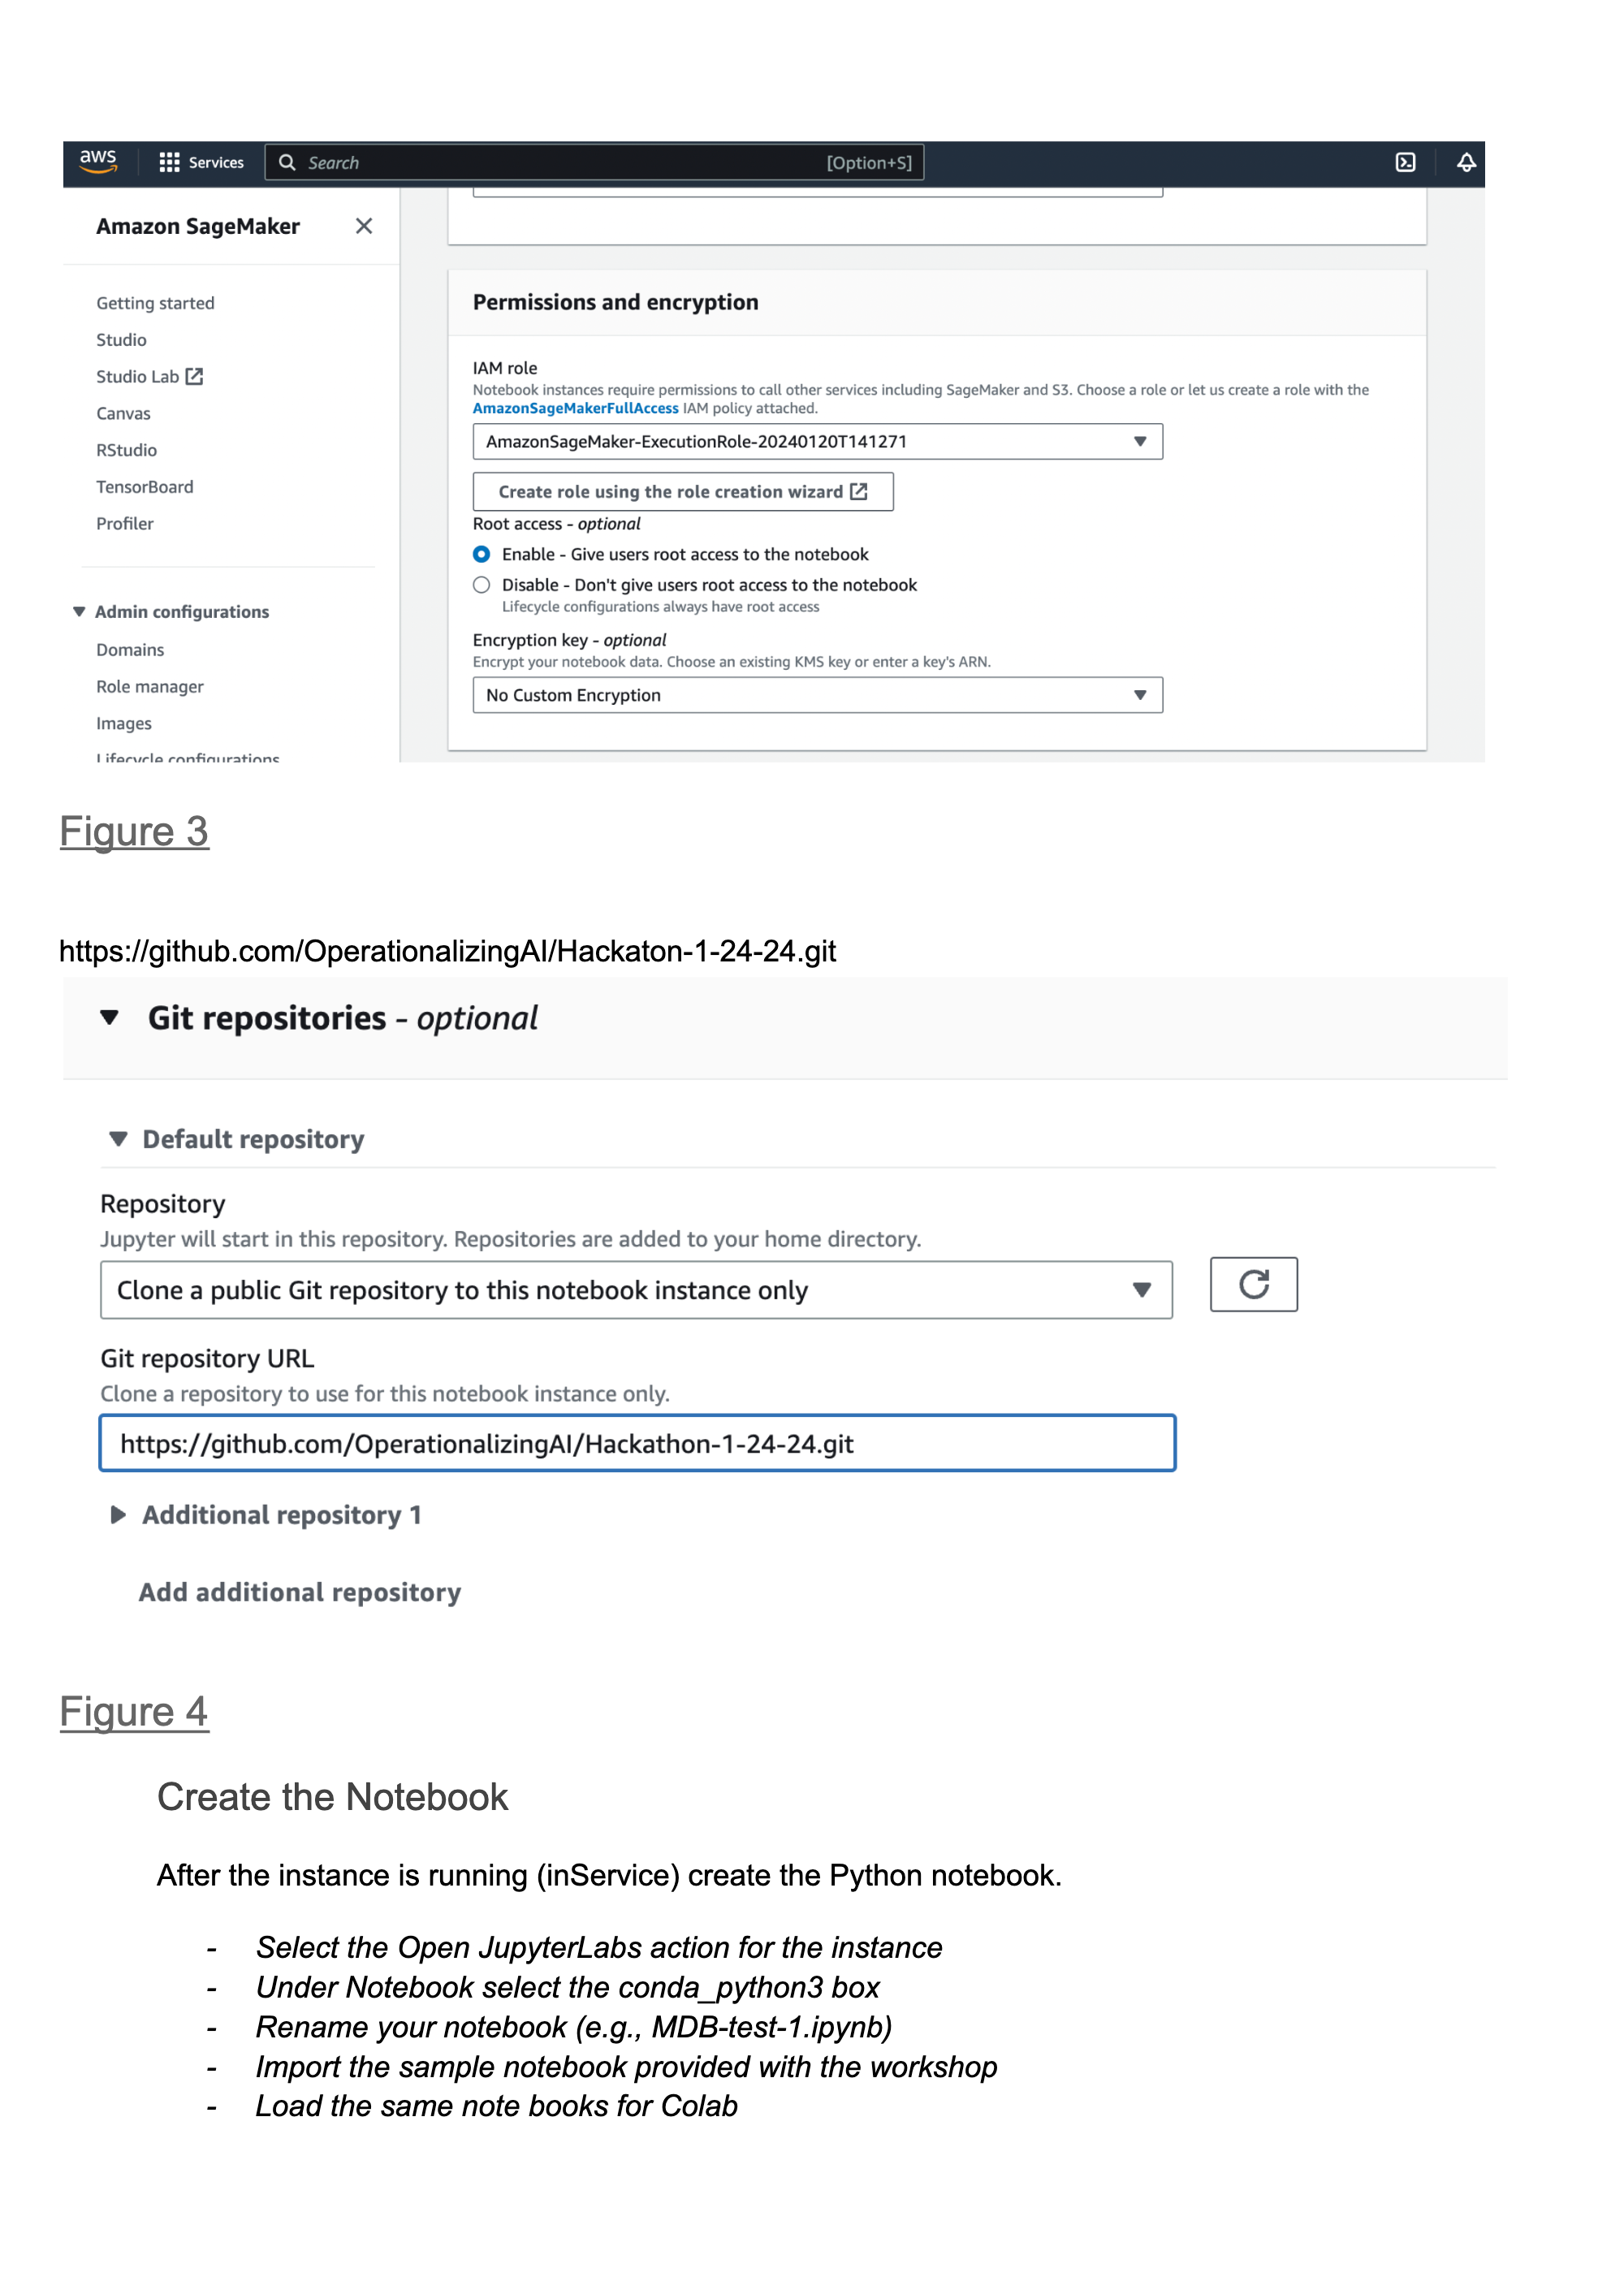 aws
Services
Search
[Option+S]
Amazon SageMaker
Getting started
Studio
Studio Lab
Canvas
RStudio
TensorBoard
Profiler
Admin configurations
Domains
Role manager
Images
Lifecycle configurations
Permissions and encryption
IAM role
Notebook instances require permissions to call other services including SageMaker and S3. Choose a role or let us create a role with the
AmazonSageMakerFullAccess IAM policy attached.
AmazonSageMaker-ExecutionRole-20240120T141271
Create role using the role creation wizard
Root access - optional
Enable - Give users root access to the notebook
Disable - Don't give users root access to the notebook
Lifecycle configurations always have root access
Encryption key - optional
Encrypt your notebook data. Choose an existing KMS key or enter a key's ARN.
No Custom Encryption
Figure 3
https://github.com/OperationalizingAI/Hackaton-1-24-24.git
Git repositories - optional
Default repository
Repository
Jupyter will start in this repository. Repositories are added to your home directory.
Clone a public Git repository to this notebook instance only
Git repository URL
Clone a repository to use for this notebook instance only.
https://github.com/OperationalizingAI/Hackathon-1-24-24.git
Additional repository 1
Add additional repository
Figure 4
Create the Notebook
After the instance is running (inService) create the Python notebook.
- Select the Open JupyterLabs action for the instance
- Under Notebook select the conda_python3 box
- Rename your notebook (e.g., MDB-test-1.ipynb)
- Import the sample notebook provided with the workshop
- Load the same note books for Colab